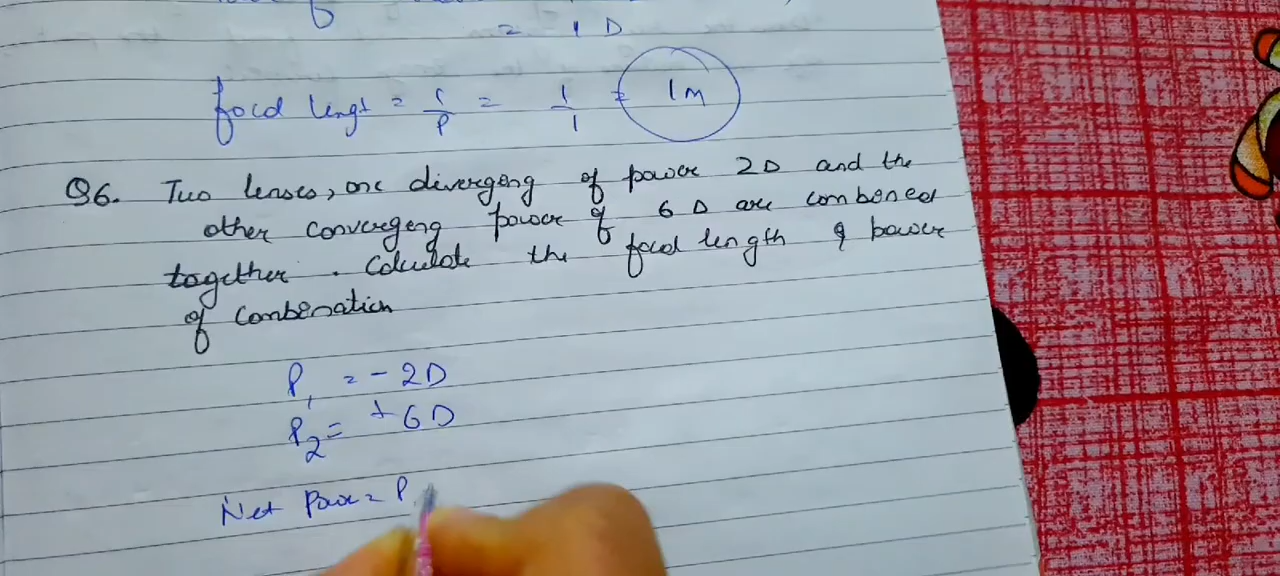 = 1 D
focal lengt = 1/P = 1/1 = 1m
Q6. Two lenses, one diverging of power 2D and the
other converging power of 6 D are combined
together. Calculate the focal length & power
of combination
P1 = - 2D
P2 = + 6D
Net Power = P